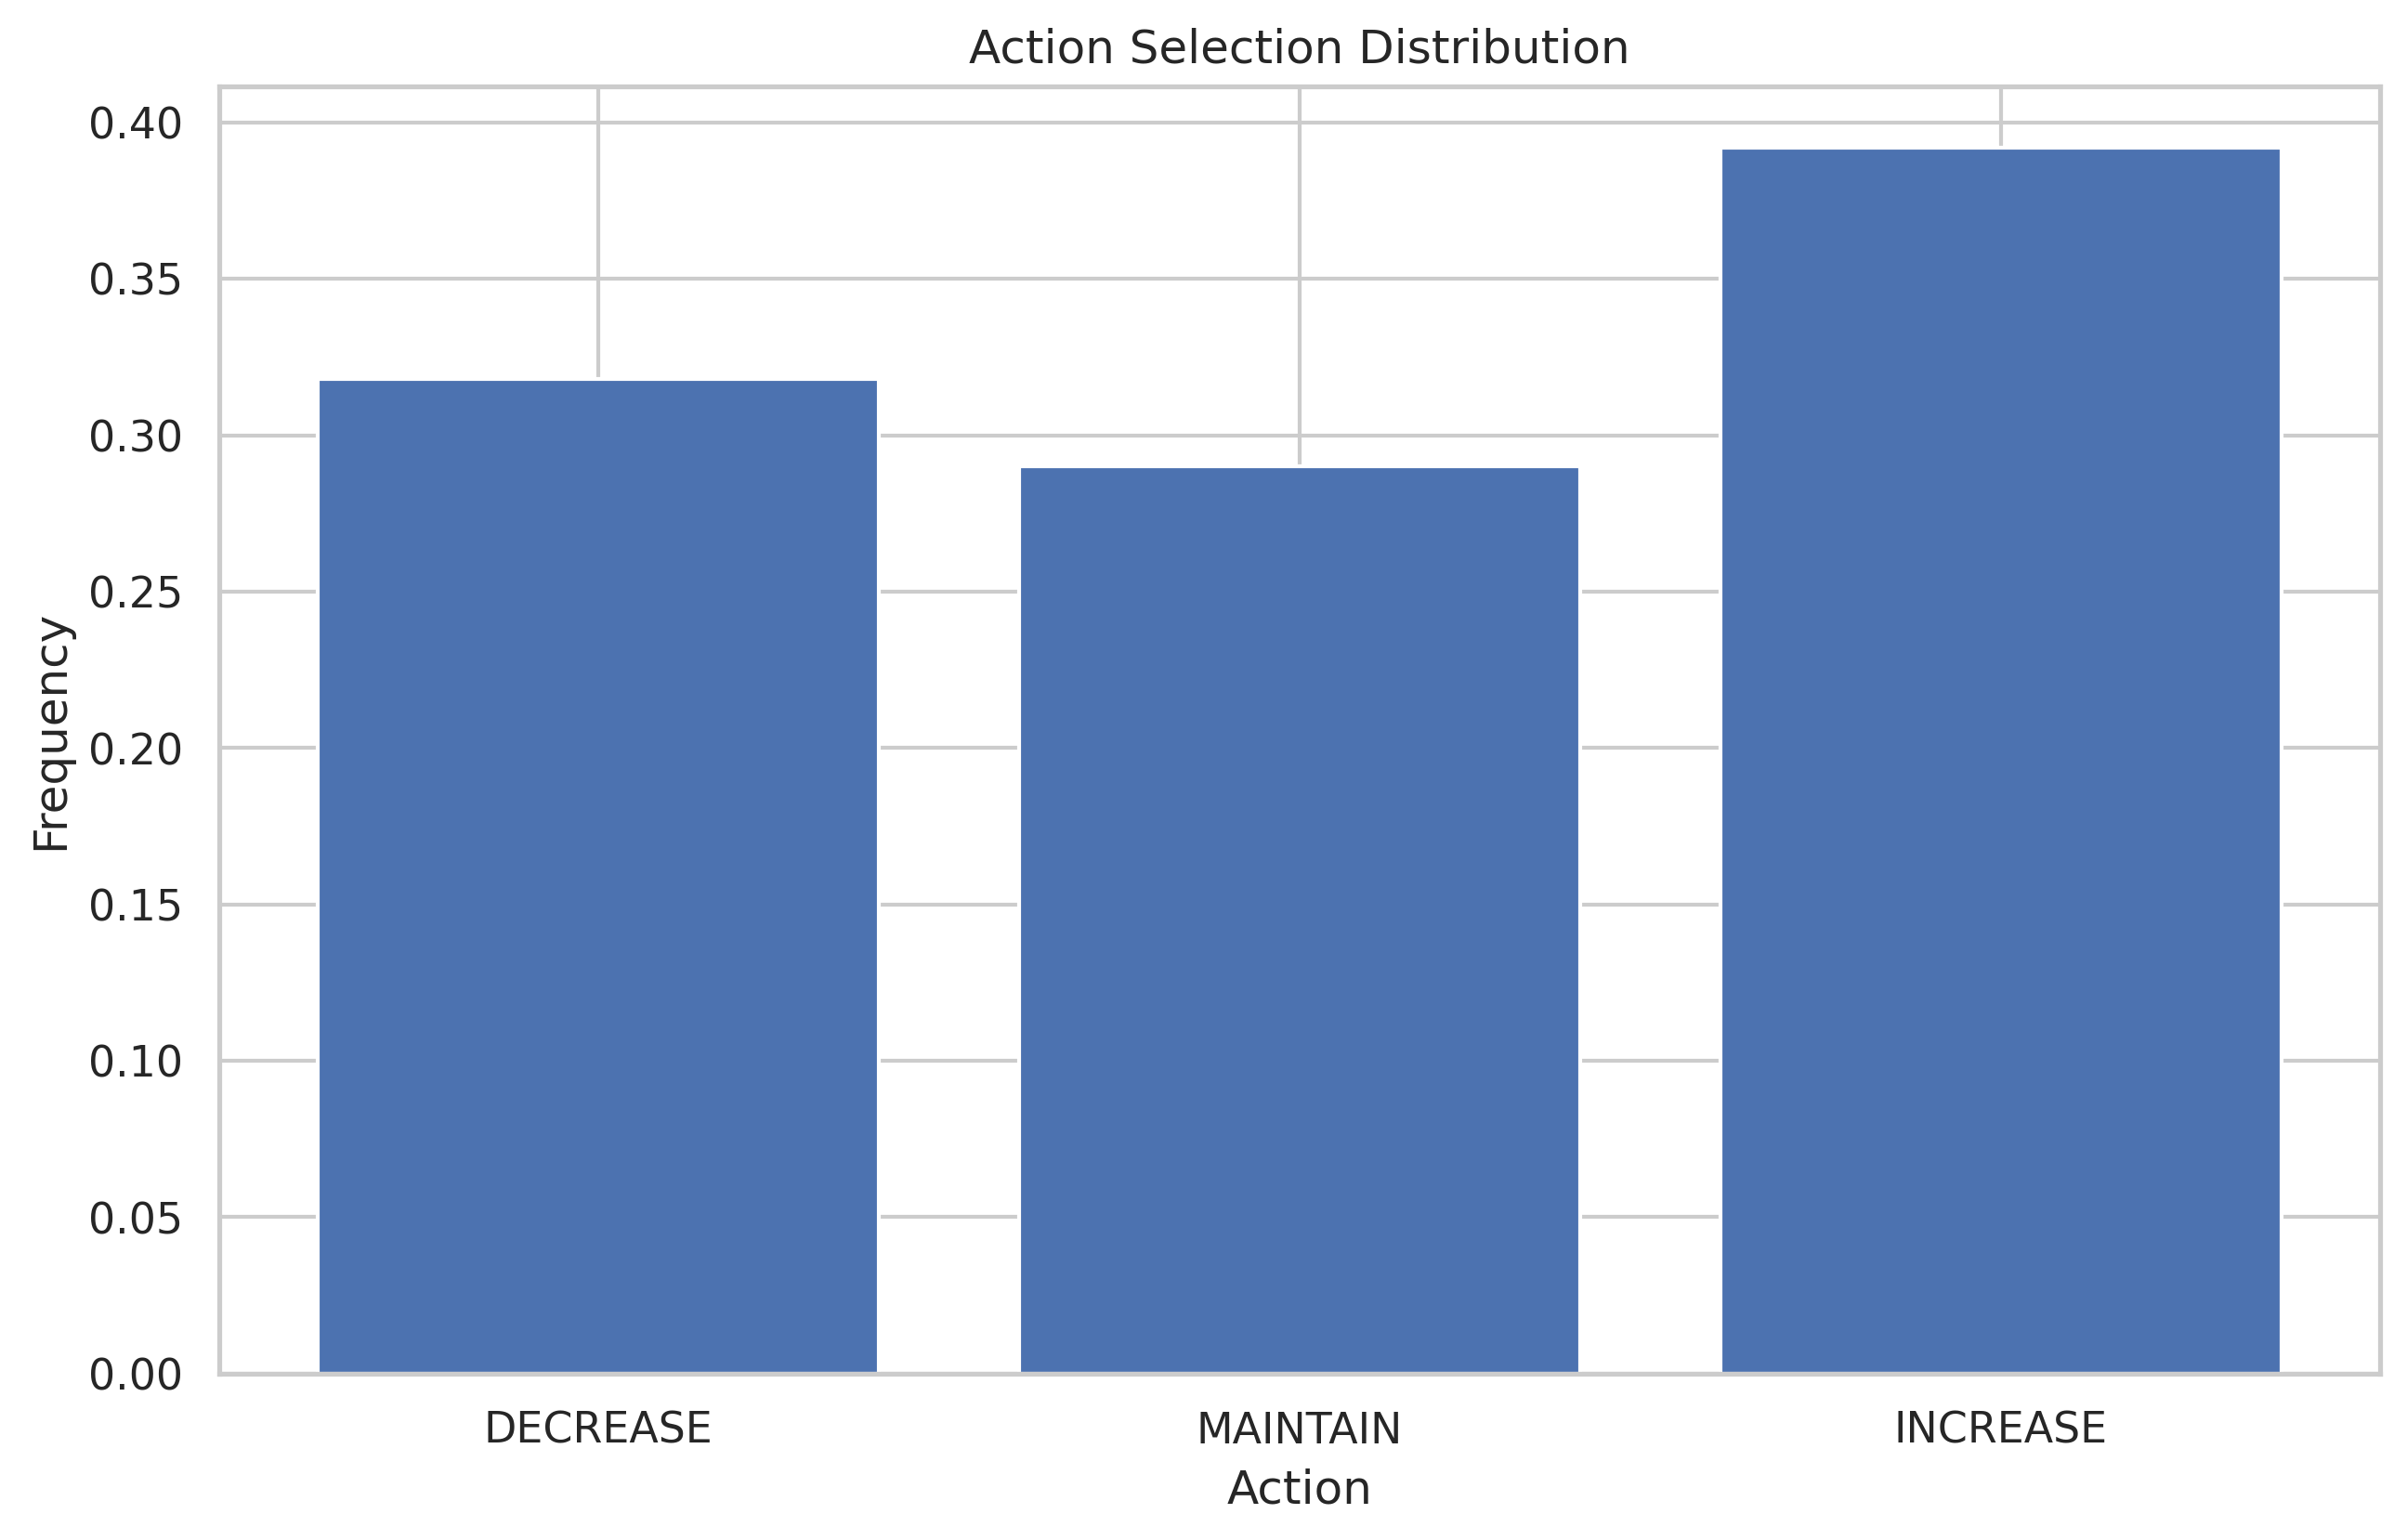 Action Selection Distribution
0.40
0.35
0.30
0.25
0.20
0.15
0.10
0.05
0.00
Frequency
DECREASE MAINTAIN INCREASE
Action